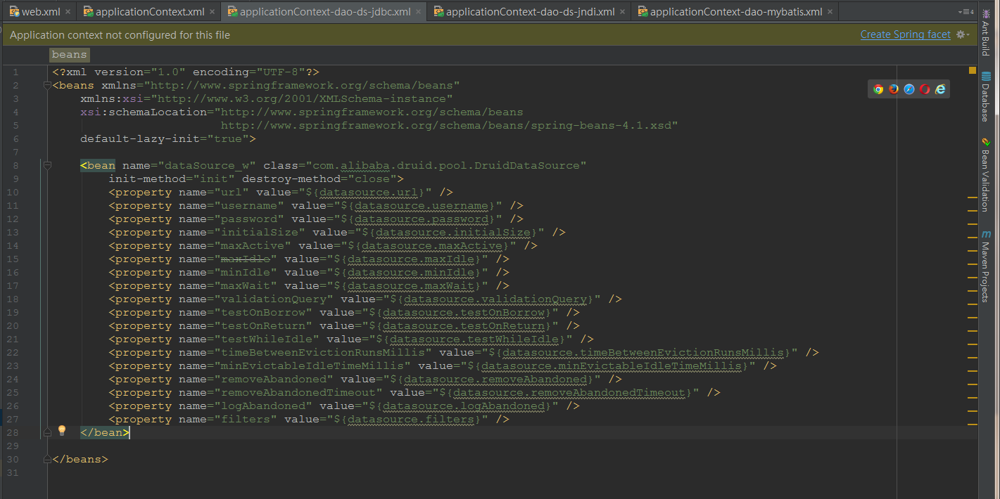 web.xml applicationContext.xml applicationContext-dao-ds-jdbc.xml applicationContext-dao-ds-jndi.xml applicationContext-dao-mybatis.xml 4
Application context not configured for this file Create Spring facet
beans
1 <?xml version="1.0" encoding="UTF-8"?>
2 <beans xmlns="http://www.springframework.org/schema/beans"
3 xmlns:xsi="http://www.w3.org/2001/XMLSchema-instance"
4 xsi:schemaLocation="http://www.springframework.org/schema/beans
5 http://www.springframework.org/schema/beans/spring-beans-4.1.xsd"
6 default-lazy-init="true">
7
8 <bean name="dataSource_w" class="com.alibaba.druid.pool.DruidDataSource"
9 init-method="init" destroy-method="close">
10 <property name="url" value="${datasource.url}" />
11 <property name="username" value="${datasource.username}" />
12 <property name="password" value="${datasource.password}" />
13 <property name="initialSize" value="${datasource.initialSize}" />
14 <property name="maxActive" value="${datasource.maxActive}" />
15 <property name="maxIdle" value="${datasource.maxIdle}" />
16 <property name="minIdle" value="${datasource.minIdle}" />
17 <property name="maxWait" value="${datasource.maxWait}" />
18 <property name="validationQuery" value="${datasource.validationQuery}" />
19 <property name="testOnBorrow" value="${datasource.testOnBorrow}" />
20 <property name="testOnReturn" value="${datasource.testOnReturn}" />
21 <property name="testWhileIdle" value="${datasource.testWhileIdle}" />
22 <property name="timeBetweenEvictionRunsMillis" value="${datasource.timeBetweenEvictionRunsMillis}" />
23 <property name="minEvictableIdleTimeMillis" value="${datasource.minEvictableIdleTimeMillis}" />
24 <property name="removeAbandoned" value="${datasource.removeAbandoned}" />
25 <property name="removeAbandonedTimeout" value="${datasource.removeAbandonedTimeout}" />
26 <property name="logAbandoned" value="${datasource.logAbandoned}" />
27 <property name="filters" value="${datasource.filters}" />
28 </bean>
29
30 </beans>
31
Ant Build
Database
Bean Validation
m Maven Projects